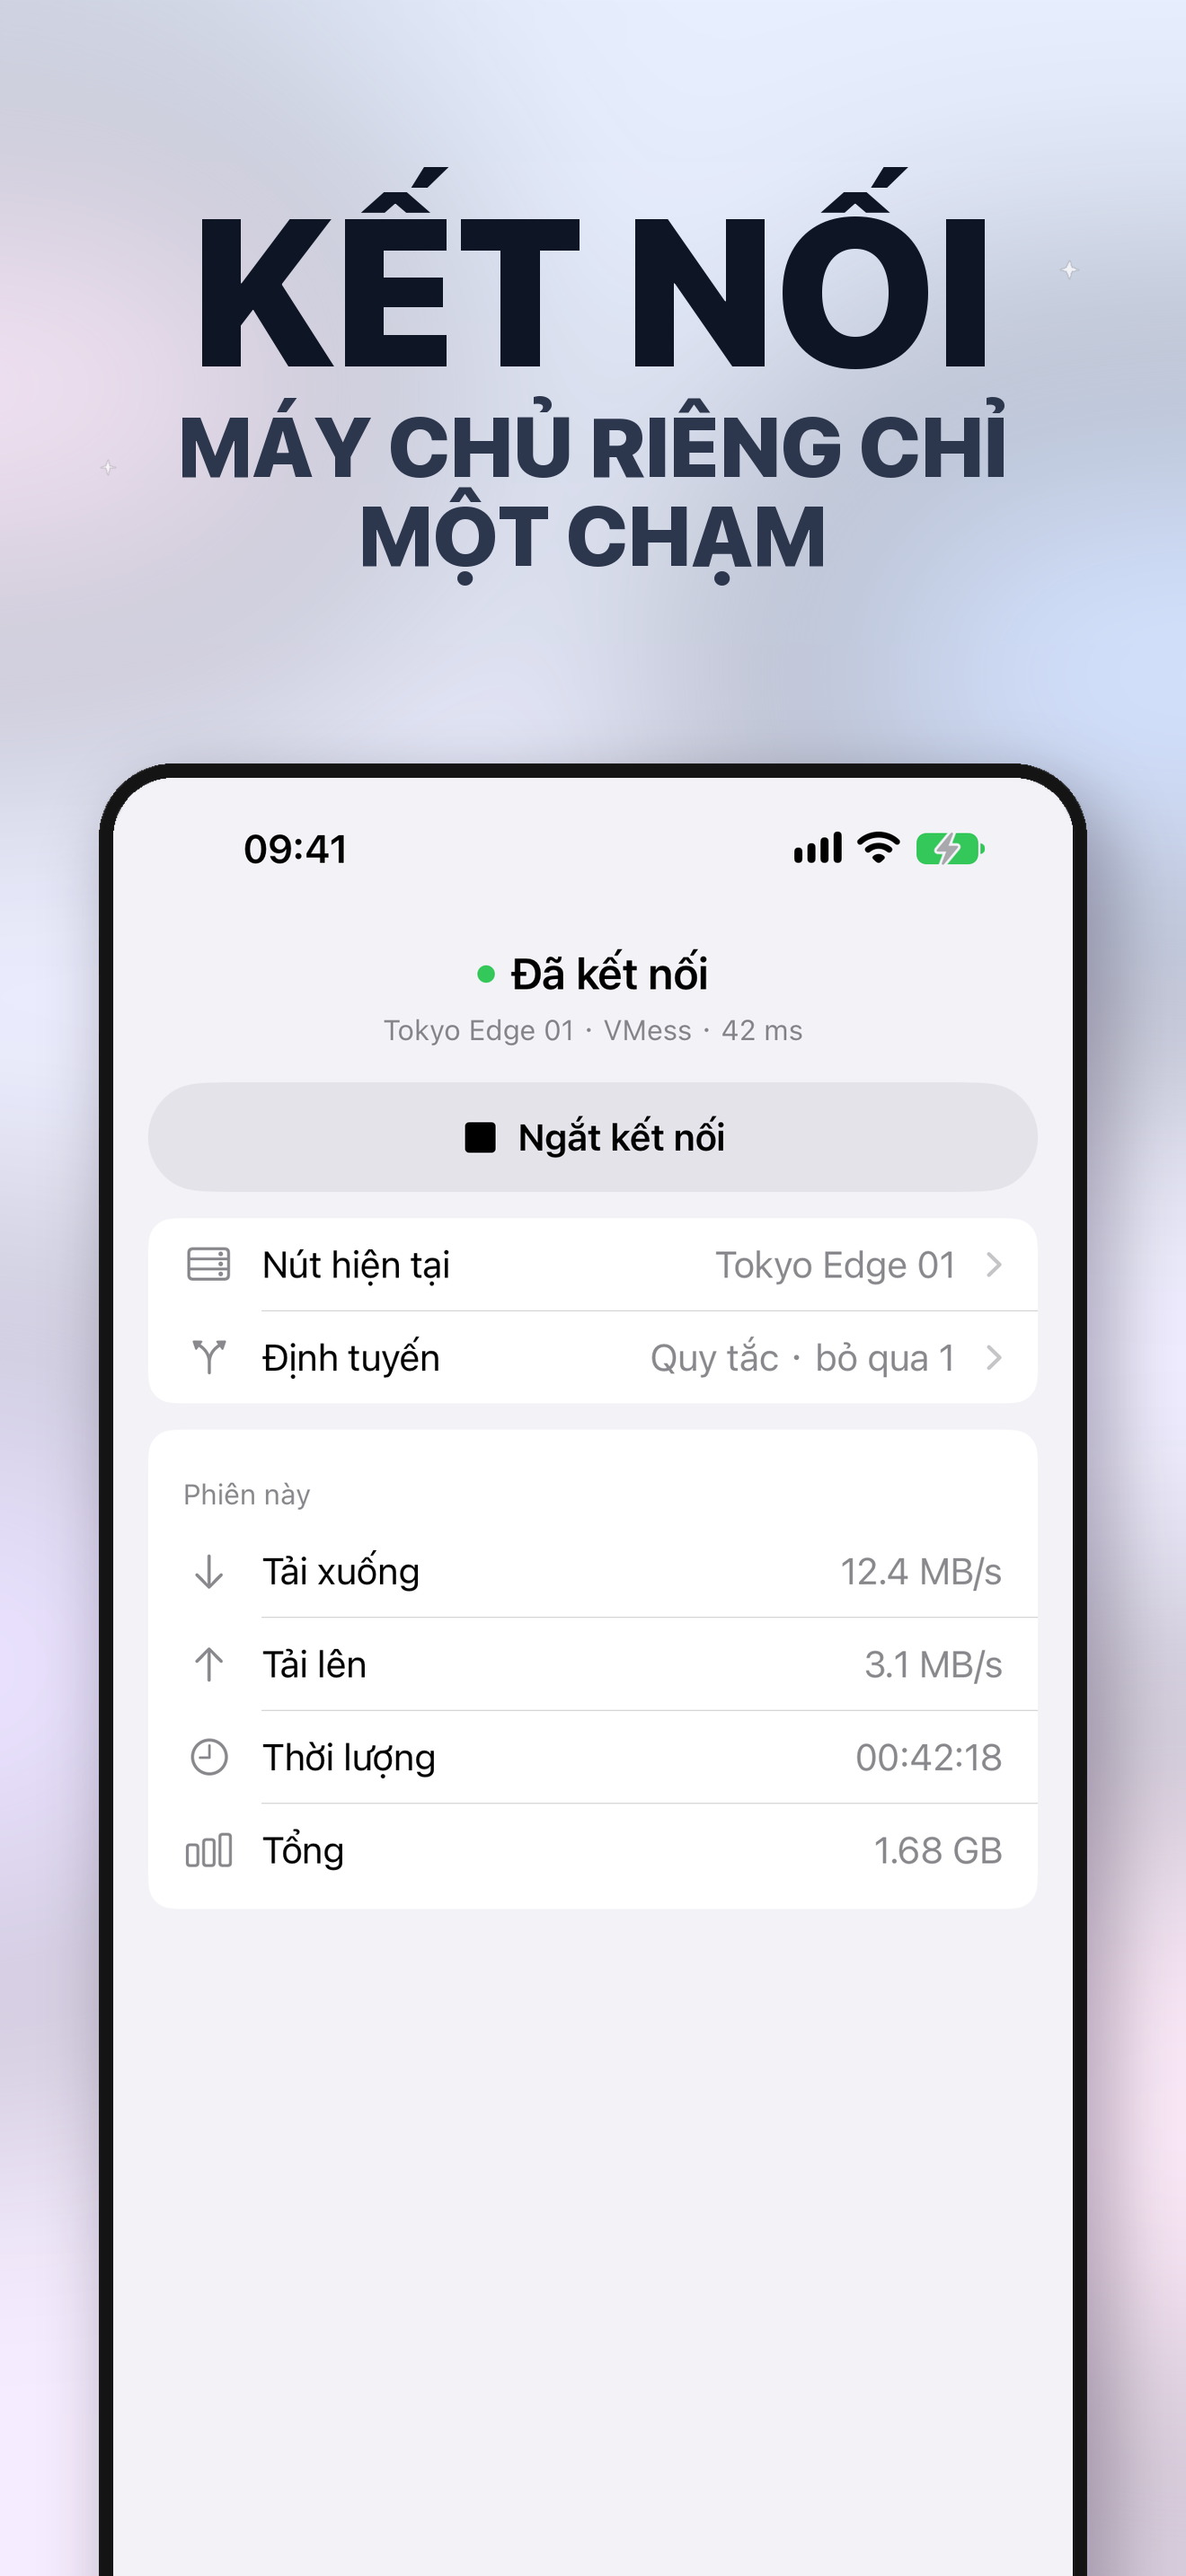 KẾT NỐI
MÁY CHỦ RIÊNG CHỈ
MỘT CHẠM
09:41
Đã kết nối
Tokyo Edge 01 · VMess · 42 ms
Ngắt kết nối
Nút hiện tại Tokyo Edge 01
Định tuyến Quy tắc · bỏ qua 1
Phiên này
Tải xuống 12.4 MB/s
Tải lên 3.1 MB/s
Thời lượng 00:42:18
Tổng 1.68 GB